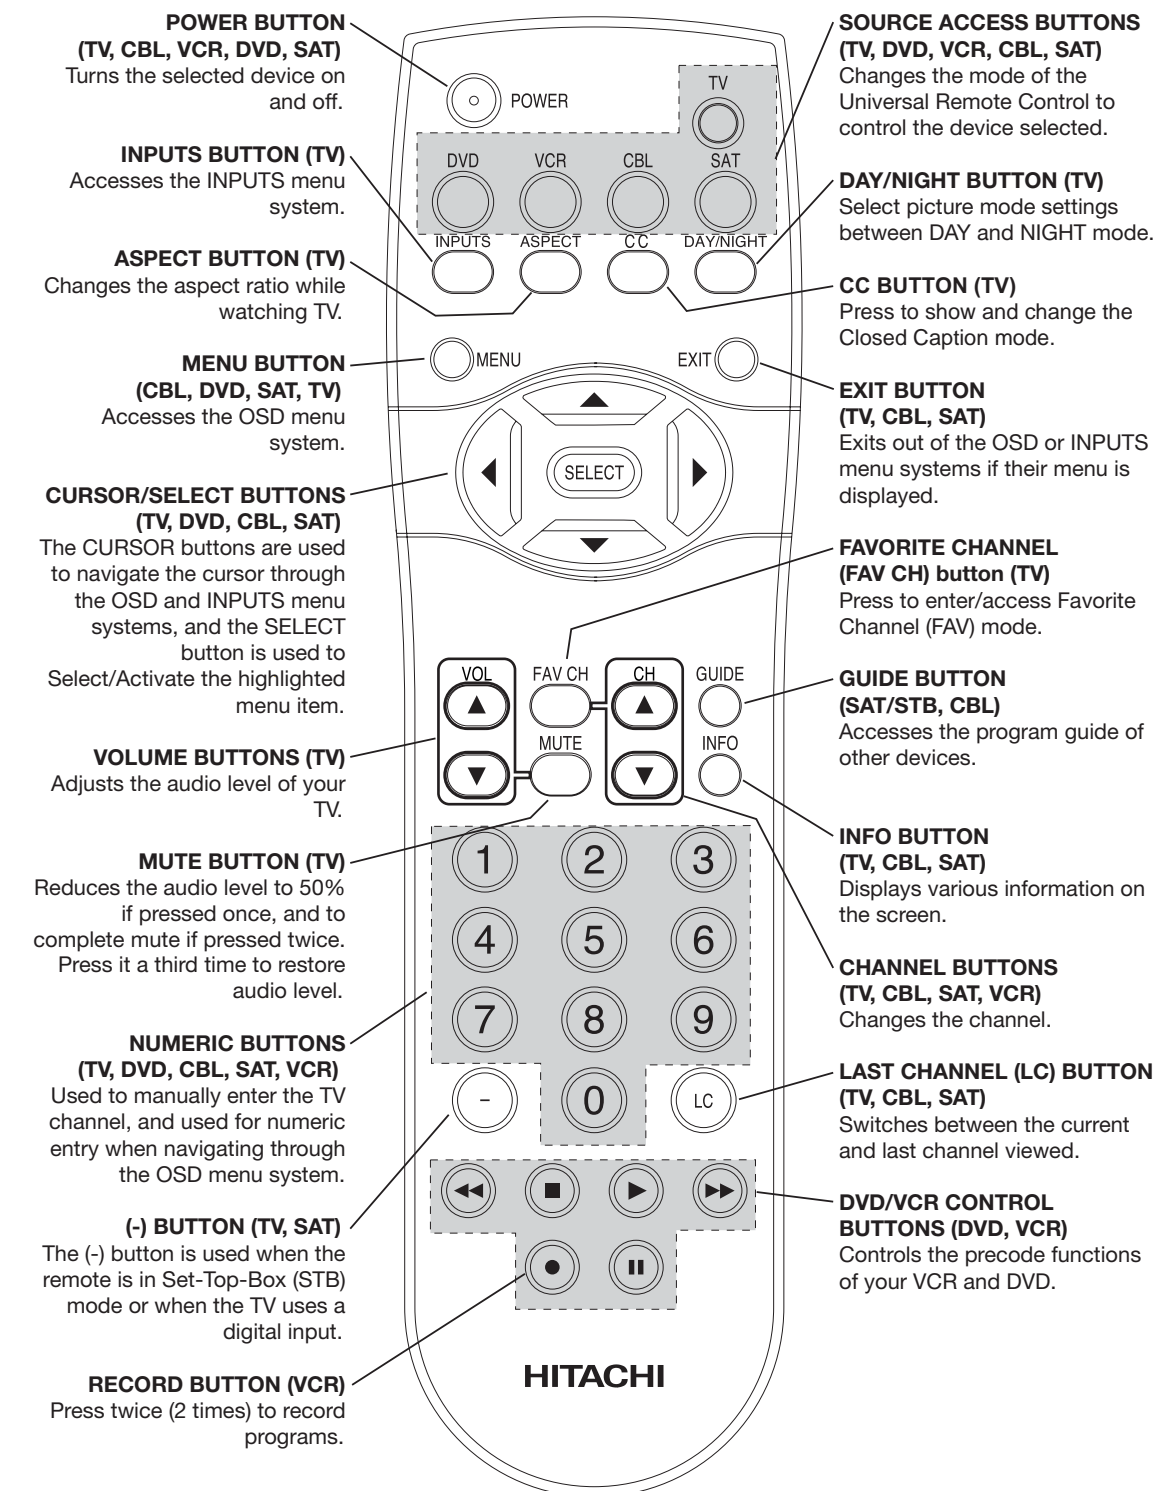 POWER BUTTON
(TV, CBL, VCR, DVD, SAT)
Turns the selected device on
and off.
INPUTS BUTTON (TV)
Accesses the INPUTS menu
system.
ASPECT BUTTON (TV)
Changes the aspect ratio while
watching TV.
MENU BUTTON
(CBL, DVD, SAT, TV)
Accesses the OSD menu
system.
CURSOR/SELECT BUTTONS
(TV, DVD, CBL, SAT)
The CURSOR buttons are used
to navigate the cursor through
the OSD and INPUTS menu
systems, and the SELECT
button is used to
Select/Activate the highlighted
menu item.
VOLUME BUTTONS (TV)
Adjusts the audio level of your
TV.
MUTE BUTTON (TV)
Reduces the audio level to 50%
if pressed once, and to
complete mute if pressed twice.
Press it a third time to restore
audio level.
NUMERIC BUTTONS
(TV, DVD, CBL, SAT, VCR)
Used to manually enter the TV
channel, and used for numeric
entry when navigating through
the OSD menu system.
(-) BUTTON (TV, SAT)
The (-) button is used when the
remote is in Set-Top-Box (STB)
mode or when the TV uses a
digital input.
RECORD BUTTON (VCR)
Press twice (2 times) to record
programs.
POWER
TV
DVD VCR CBL SAT
INPUTS ASPECT CC DAY/NIGHT
MENU EXIT
SELECT
VOL FAV CH CH GUIDE
MUTE INFO
1 2 3
4 5 6
7 8 9
- 0 LC
HITACHI
SOURCE ACCESS BUTTONS
(TV, DVD, VCR, CBL, SAT)
Changes the mode of the
Universal Remote Control to
control the device selected.
DAY/NIGHT BUTTON (TV)
Select picture mode settings
between DAY and NIGHT mode.
CC BUTTON (TV)
Press to show and change the
Closed Caption mode.
EXIT BUTTON
(TV, CBL, SAT)
Exits out of the OSD or INPUTS
menu systems if their menu is
displayed.
FAVORITE CHANNEL
(FAV CH) button (TV)
Press to enter/access Favorite
Channel (FAV) mode.
GUIDE BUTTON
(SAT/STB, CBL)
Accesses the program guide of
other devices.
INFO BUTTON
(TV, CBL, SAT)
Displays various information on
the screen.
CHANNEL BUTTONS
(TV, CBL, SAT, VCR)
Changes the channel.
LAST CHANNEL (LC) BUTTON
(TV, CBL, SAT)
Switches between the current
and last channel viewed.
DVD/VCR CONTROL
BUTTONS (DVD, VCR)
Controls the precode functions
of your VCR and DVD.